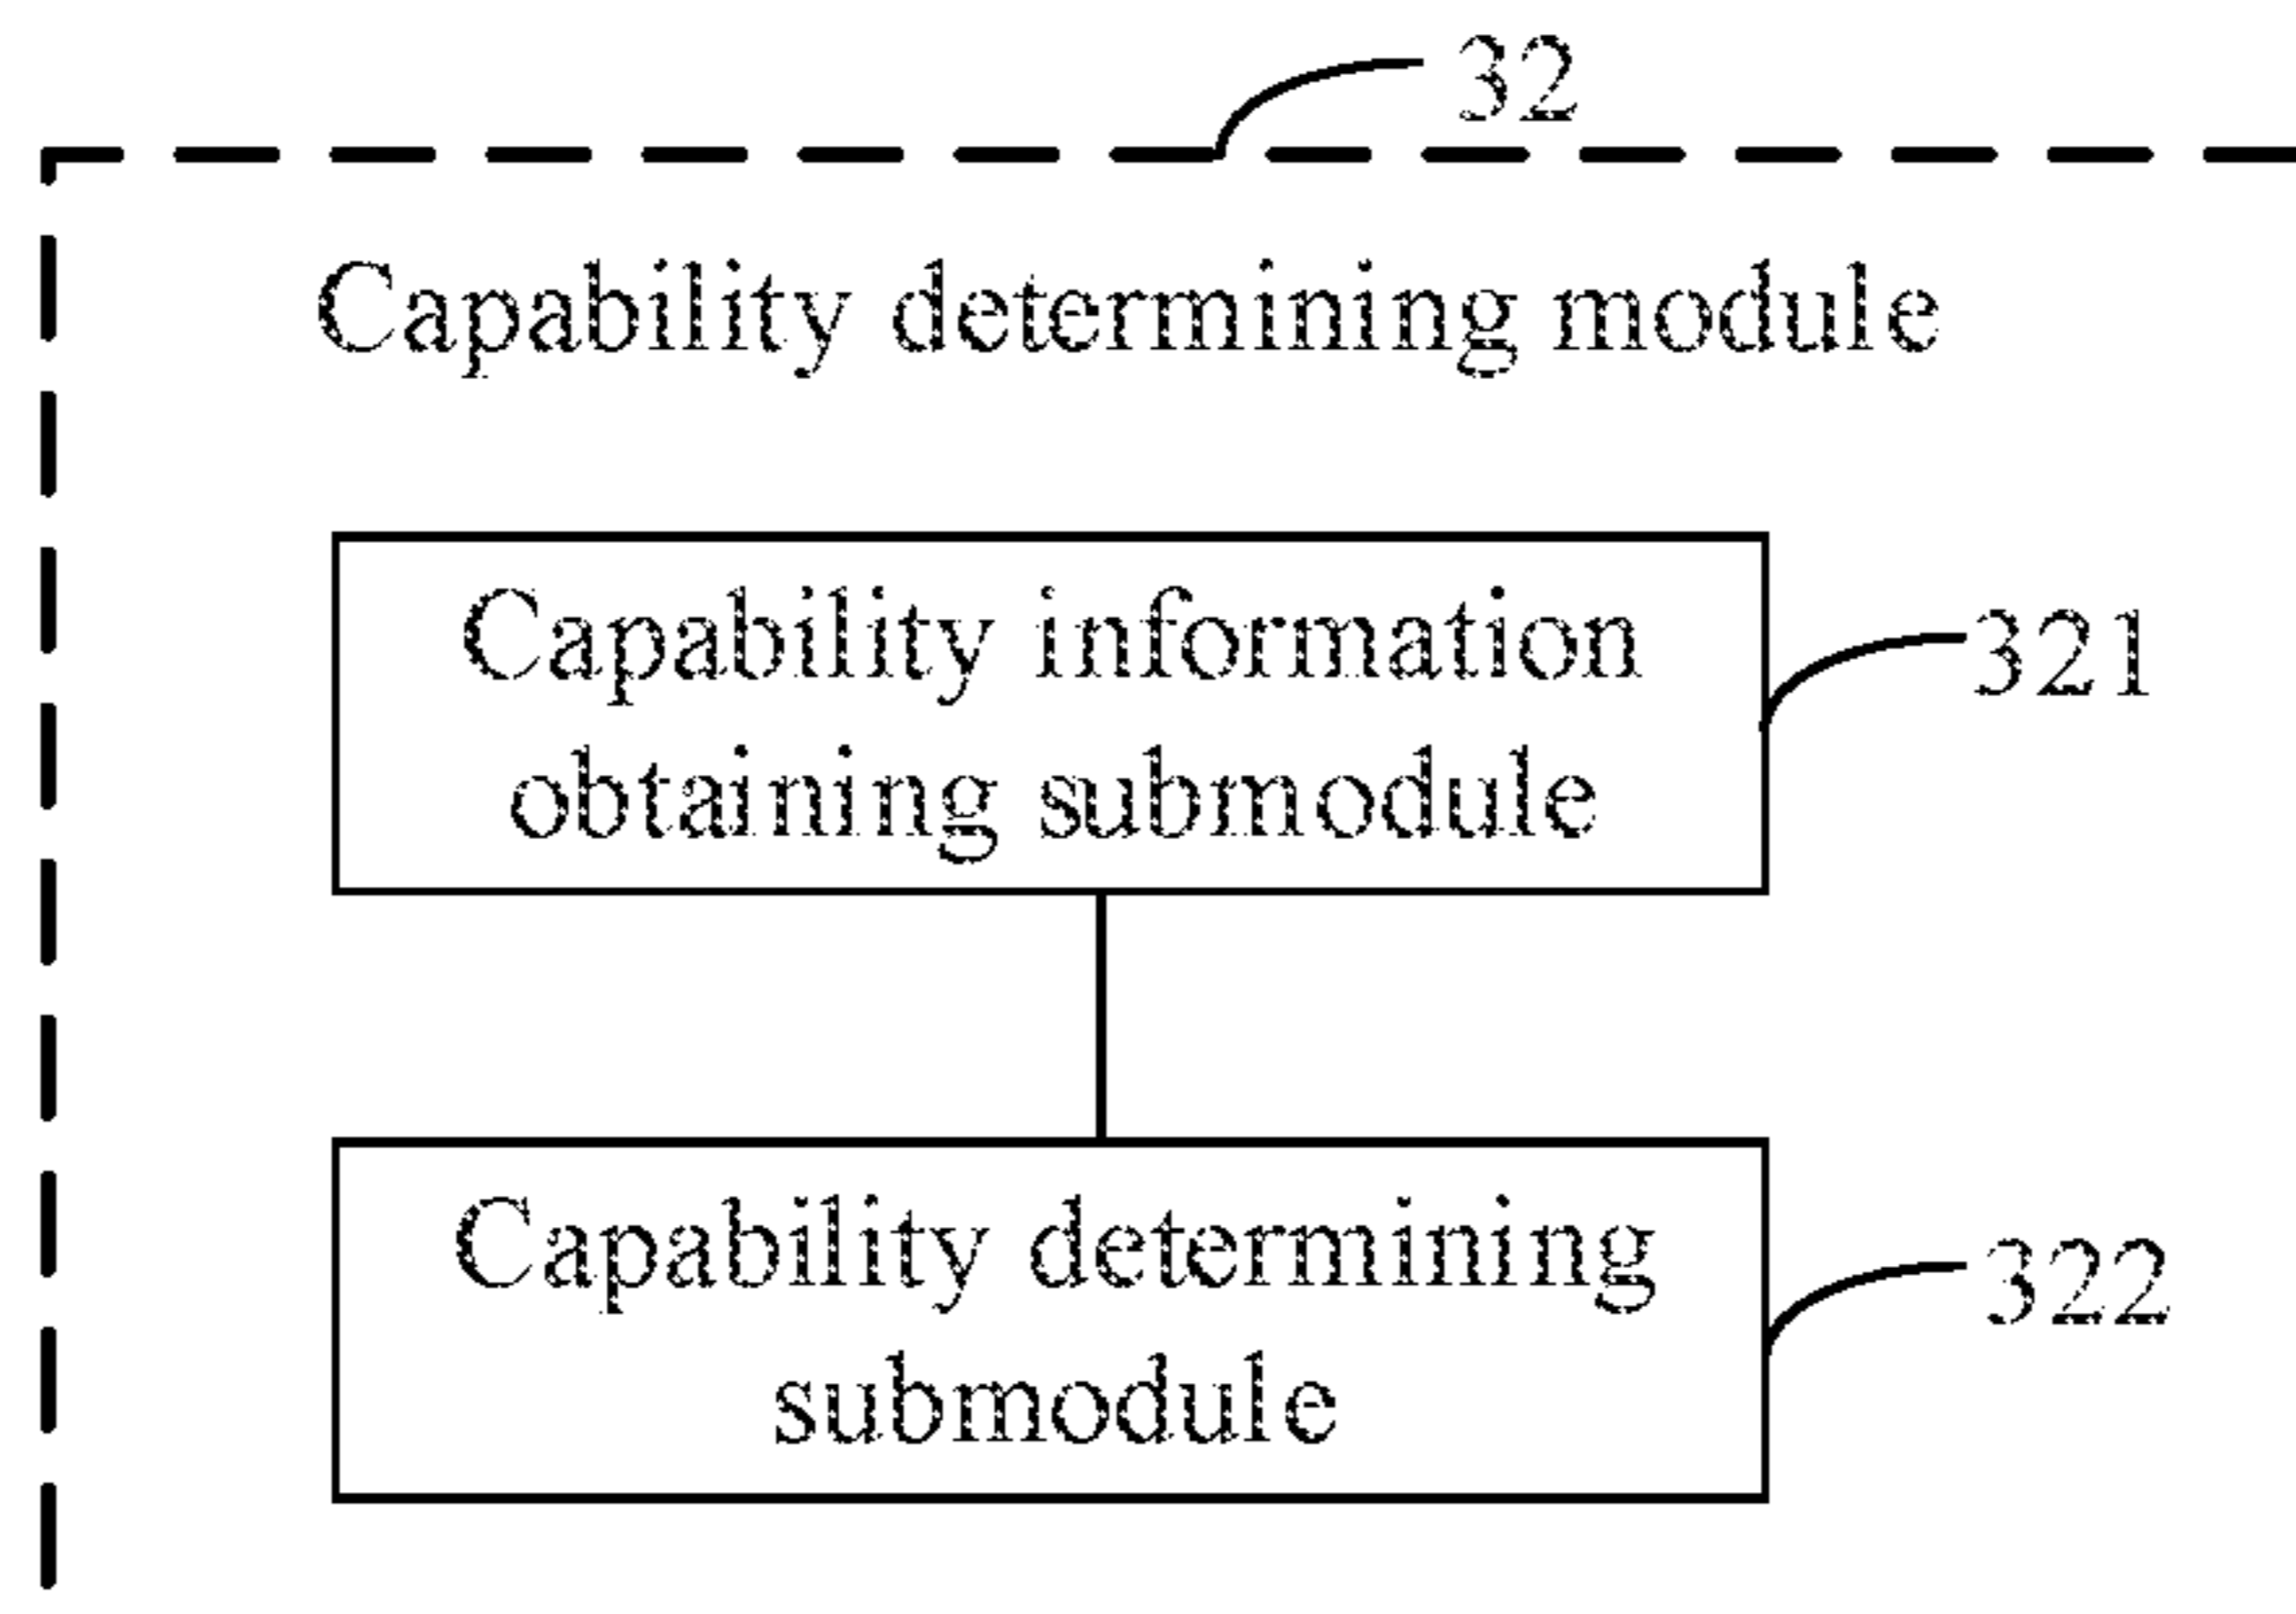 32
Capability determining module
Capability information
obtaining submodule
321
Capability determining
submodule
322